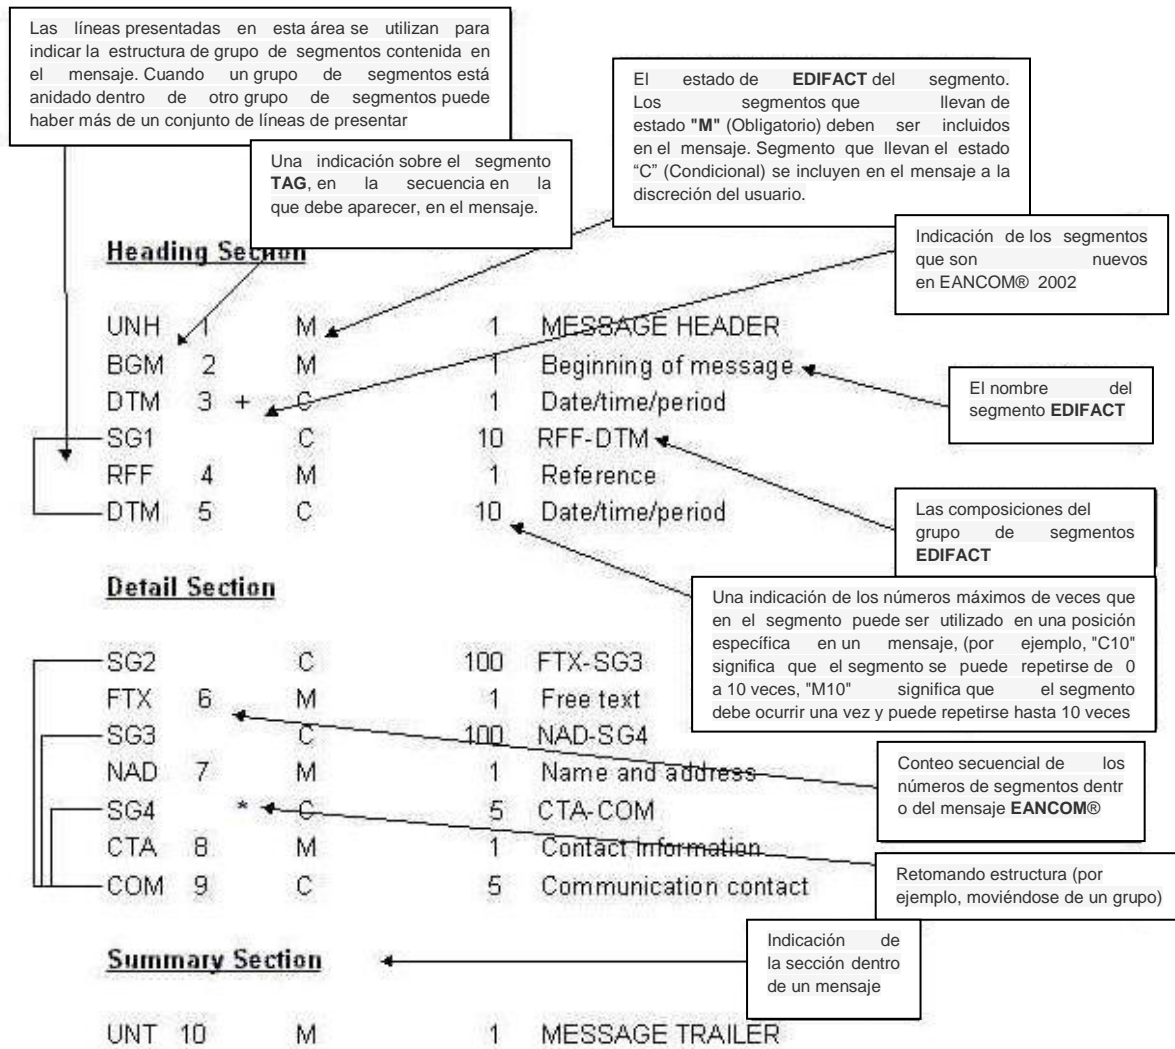 Las líneas presentadas en esta área se utilizan para
indicar la estructura de grupo de segmentos contenida en
el mensaje. Cuando un grupo de segmentos está
anidado dentro de otro grupo de segmentos puede
haber más de un conjunto de líneas de presentar
El estado de EDIFACT del segmento.
Los segmentos que llevan de
estado "M" (Obligatorio) deben ser incluidos
en el mensaje. Segmento que llevan el estado
“C” (Condicional) se incluyen en el mensaje a la
discreción del usuario.
Una indicación sobre el segmento
TAG, en la secuencia en la
que debe aparecer, en el mensaje.
Indicación de los segmentos
que son nuevos
en EANCOM® 2002
Heading Section
UNH 1 M 1 MESSAGE HEADER
BGM 2 M 1 Beginning of message
DTM 3 + C 1 Date/time/period
SG1 C 10 RFF-DTM
RFF 4 M 1 Reference
DTM 5 C 10 Date/time/period
El nombre del
segmento EDIFACT
Las composiciones del
grupo de segmentos
EDIFACT
Detail Section
Una indicación de los números máximos de veces que
en el segmento puede ser utilizado en una posición
específica en un mensaje, (por ejemplo, "C10"
significa que el segmento se puede repetirse de 0
a 10 veces, "M10" significa que el segmento
debe ocurrir una vez y puede repetirse hasta 10 veces
SG2 C 100 FTX-SG3
FTX 6 M 1 Free text
SG3 C 100 NAD-SG4
NAD 7 M 1 Name and address
SG4 * C 5 CTA-COM
CTA 8 M 1 Contact Information
COM 9 C 5 Communication contact
Conteo secuencial de los
números de segmentos dentr
o del mensaje EANCOM®
Retomando estructura (por
ejemplo, moviéndose de un grupo)
Summary Section
Indicación de
la sección dentro
de un mensaje
UNT 10 M 1 MESSAGE TRAILER